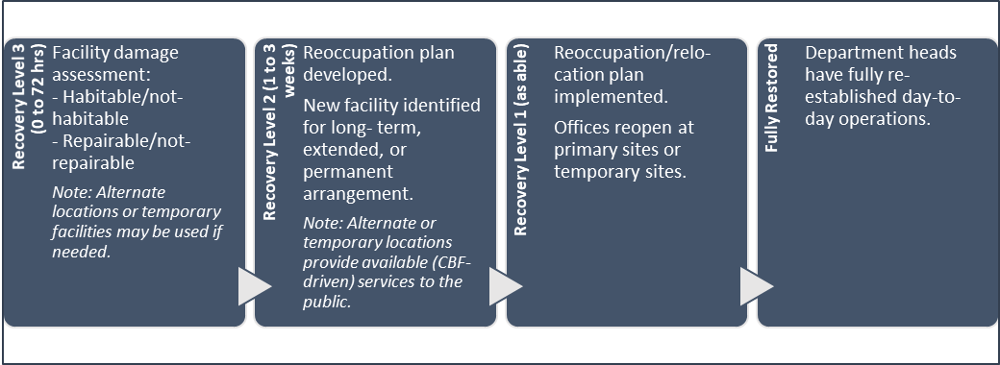 Recovery Level 3
(0 to 72 hrs)
Facility damage
assessment:
- Habitable/not-
habitable
- Repairable/not-
repairable
Note: Alternate
locations or temporary
facilities may be used if
needed.
Recovery Level 2 (1 to 3
weeks)
Reoccupation plan
developed.
New facility identified
for long- term,
extended, or
permanent
arrangement.
Note: Alternate or
temporary locations
provide available (CBF-
driven) services to the
public.
Recovery Level 1 (as able)
Reoccupation/relo-
cation plan
implemented.
Offices reopen at
primary sites or
temporary sites.
Fully Restored
Department heads
have fully re-
established day-to-
day operations.